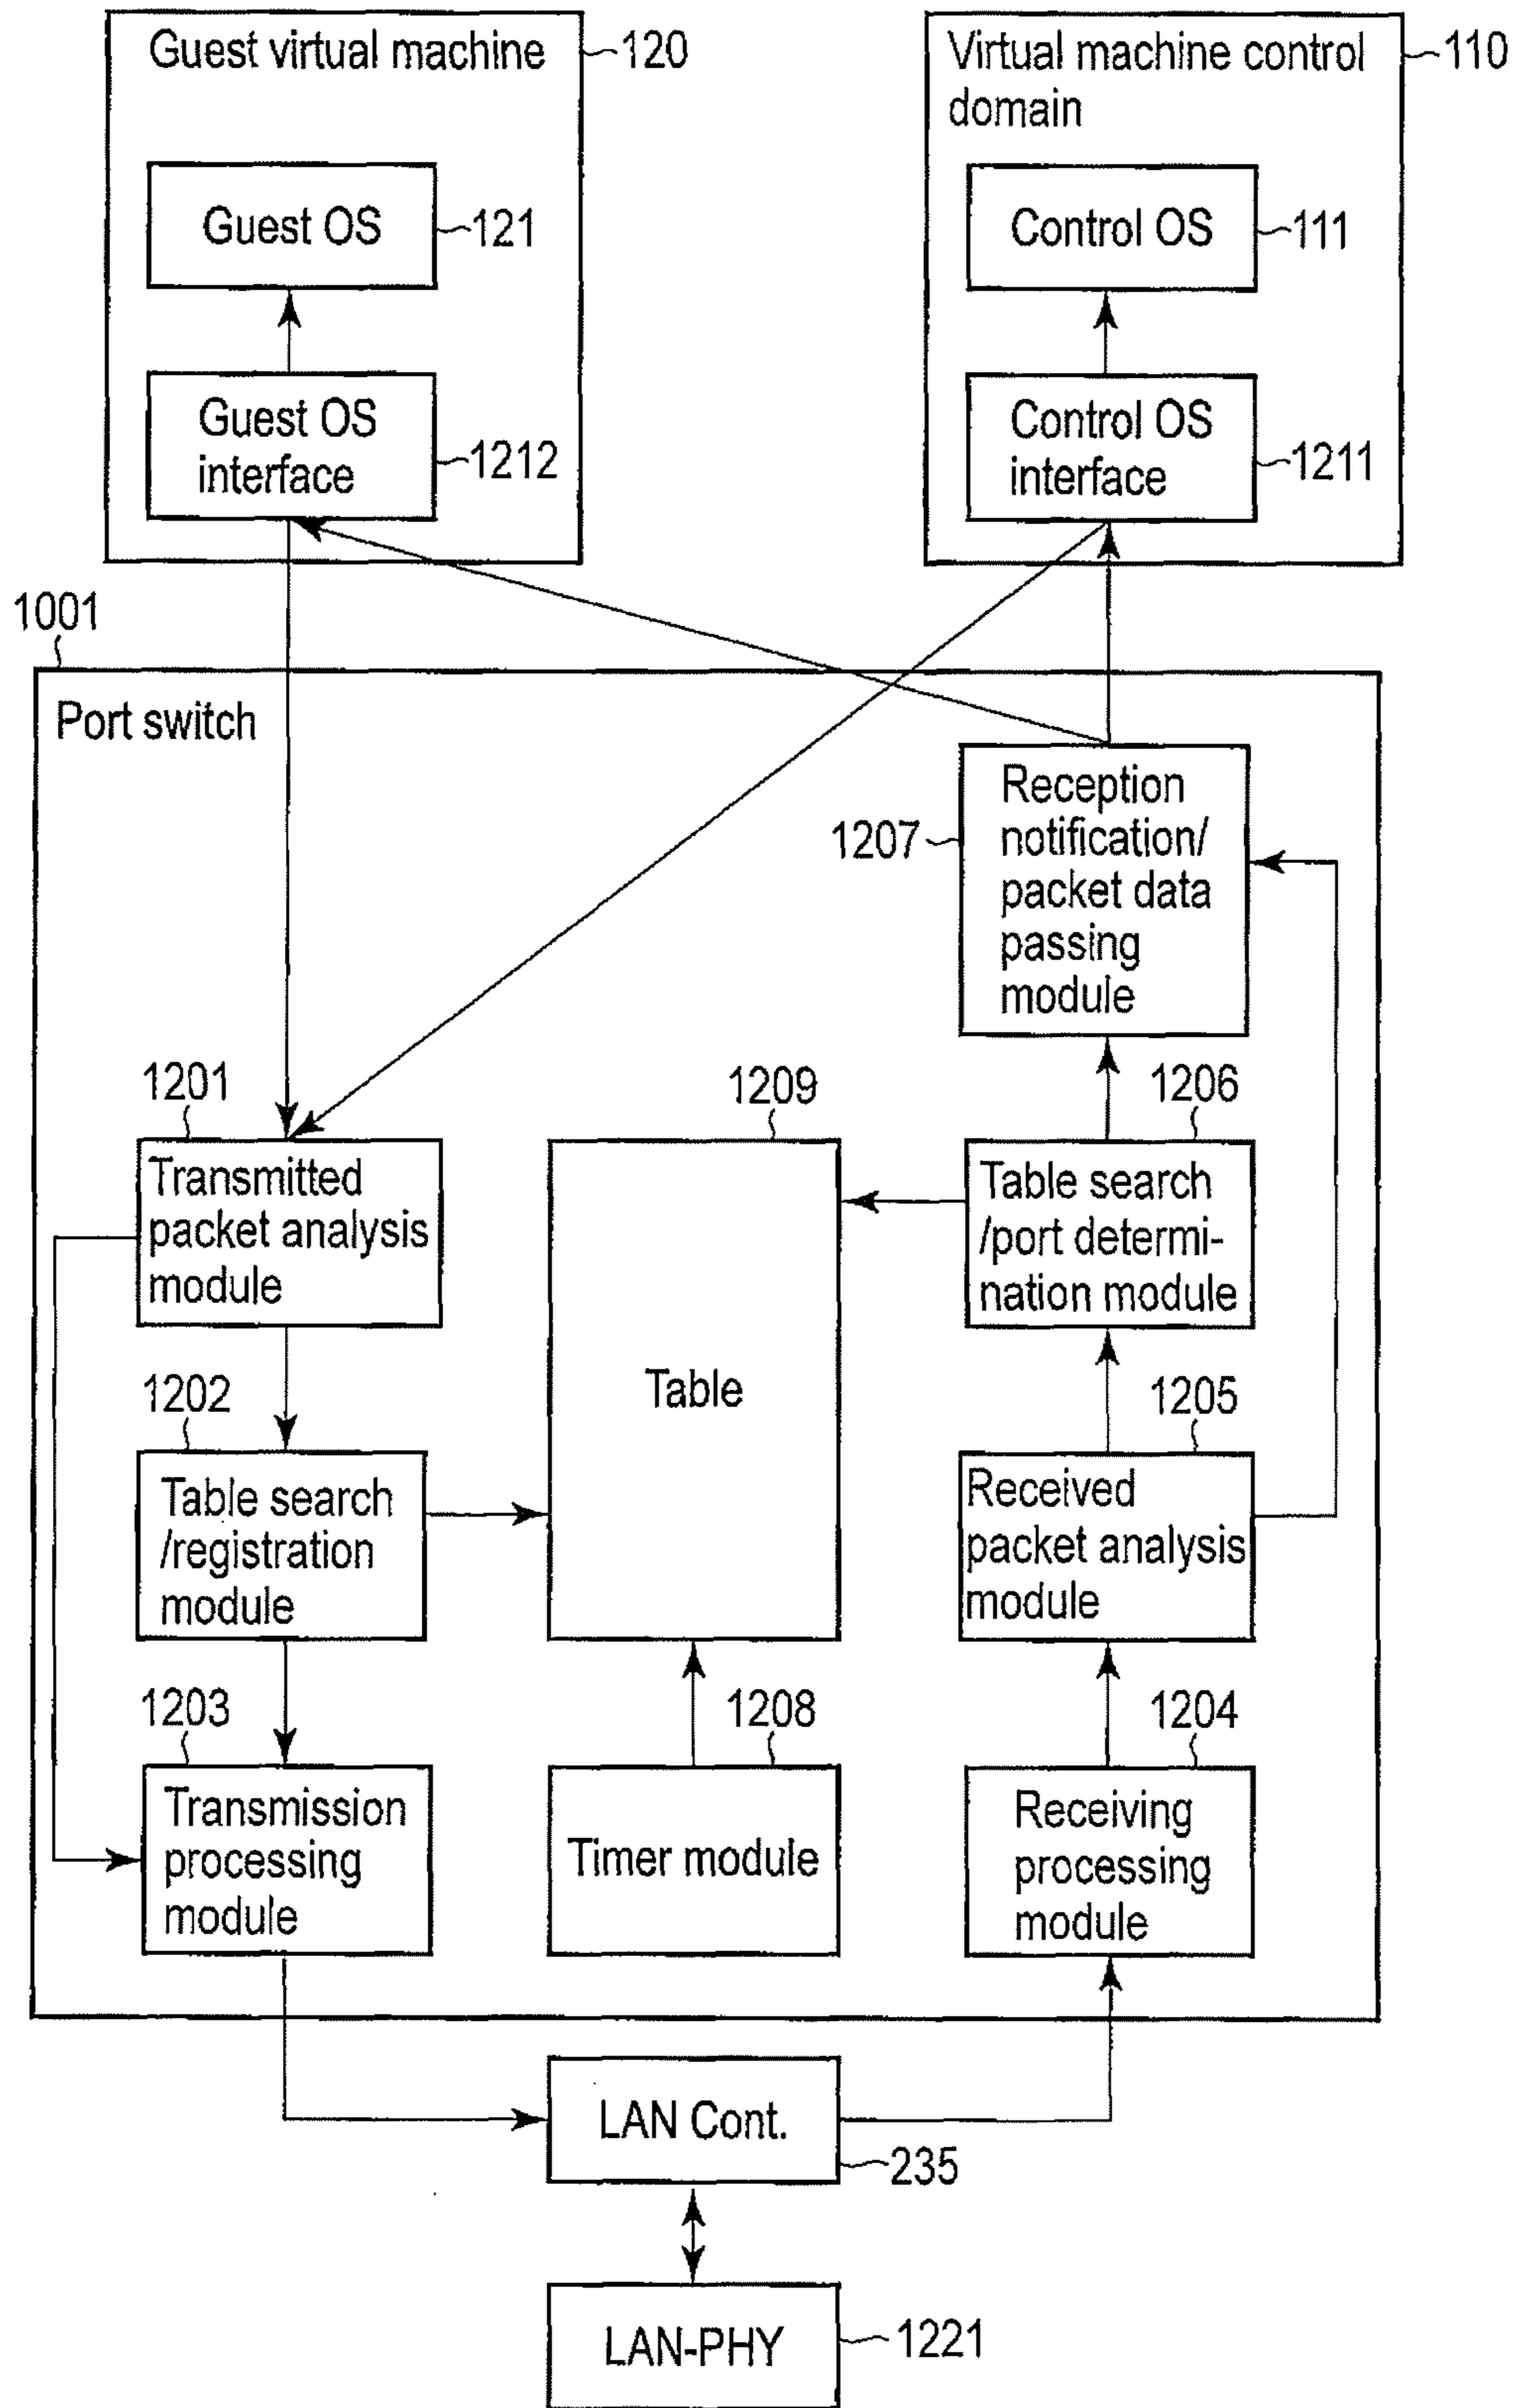 Guest virtual machine
120
Virtual machine control
domain
110
Guest OS
121
Control OS
111
Guest OS
interface
1212
Control OS
interface
1211
1001
Port switch
1207
Reception
notification/
packet data
passing
module
1201
Transmitted
packet analysis
module
1209
Table
1206
Table search
/port determi-
nation module
1202
Table search
/registration
module
1205
Received
packet analysis
module
1203
Transmission
processing
module
1208
Timer module
1204
Receiving
processing
module
LAN Cont.
235
LAN-PHY
1221